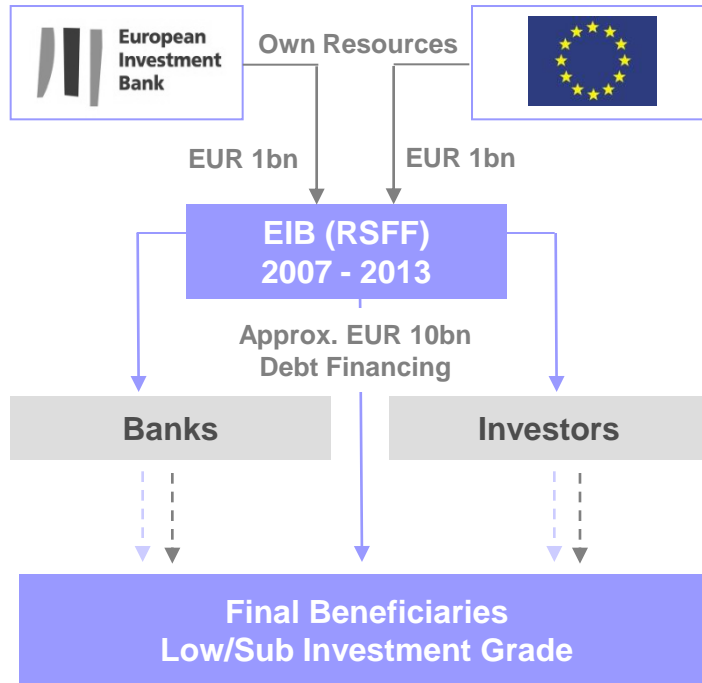 European
Investment
Bank
Own Resources
EUR 1bn
EUR 1bn
EIB (RSFF)
2007 - 2013
Approx. EUR 10bn
Debt Financing
Banks
Investors
Final Beneficiaries
Low/Sub Investment Grade